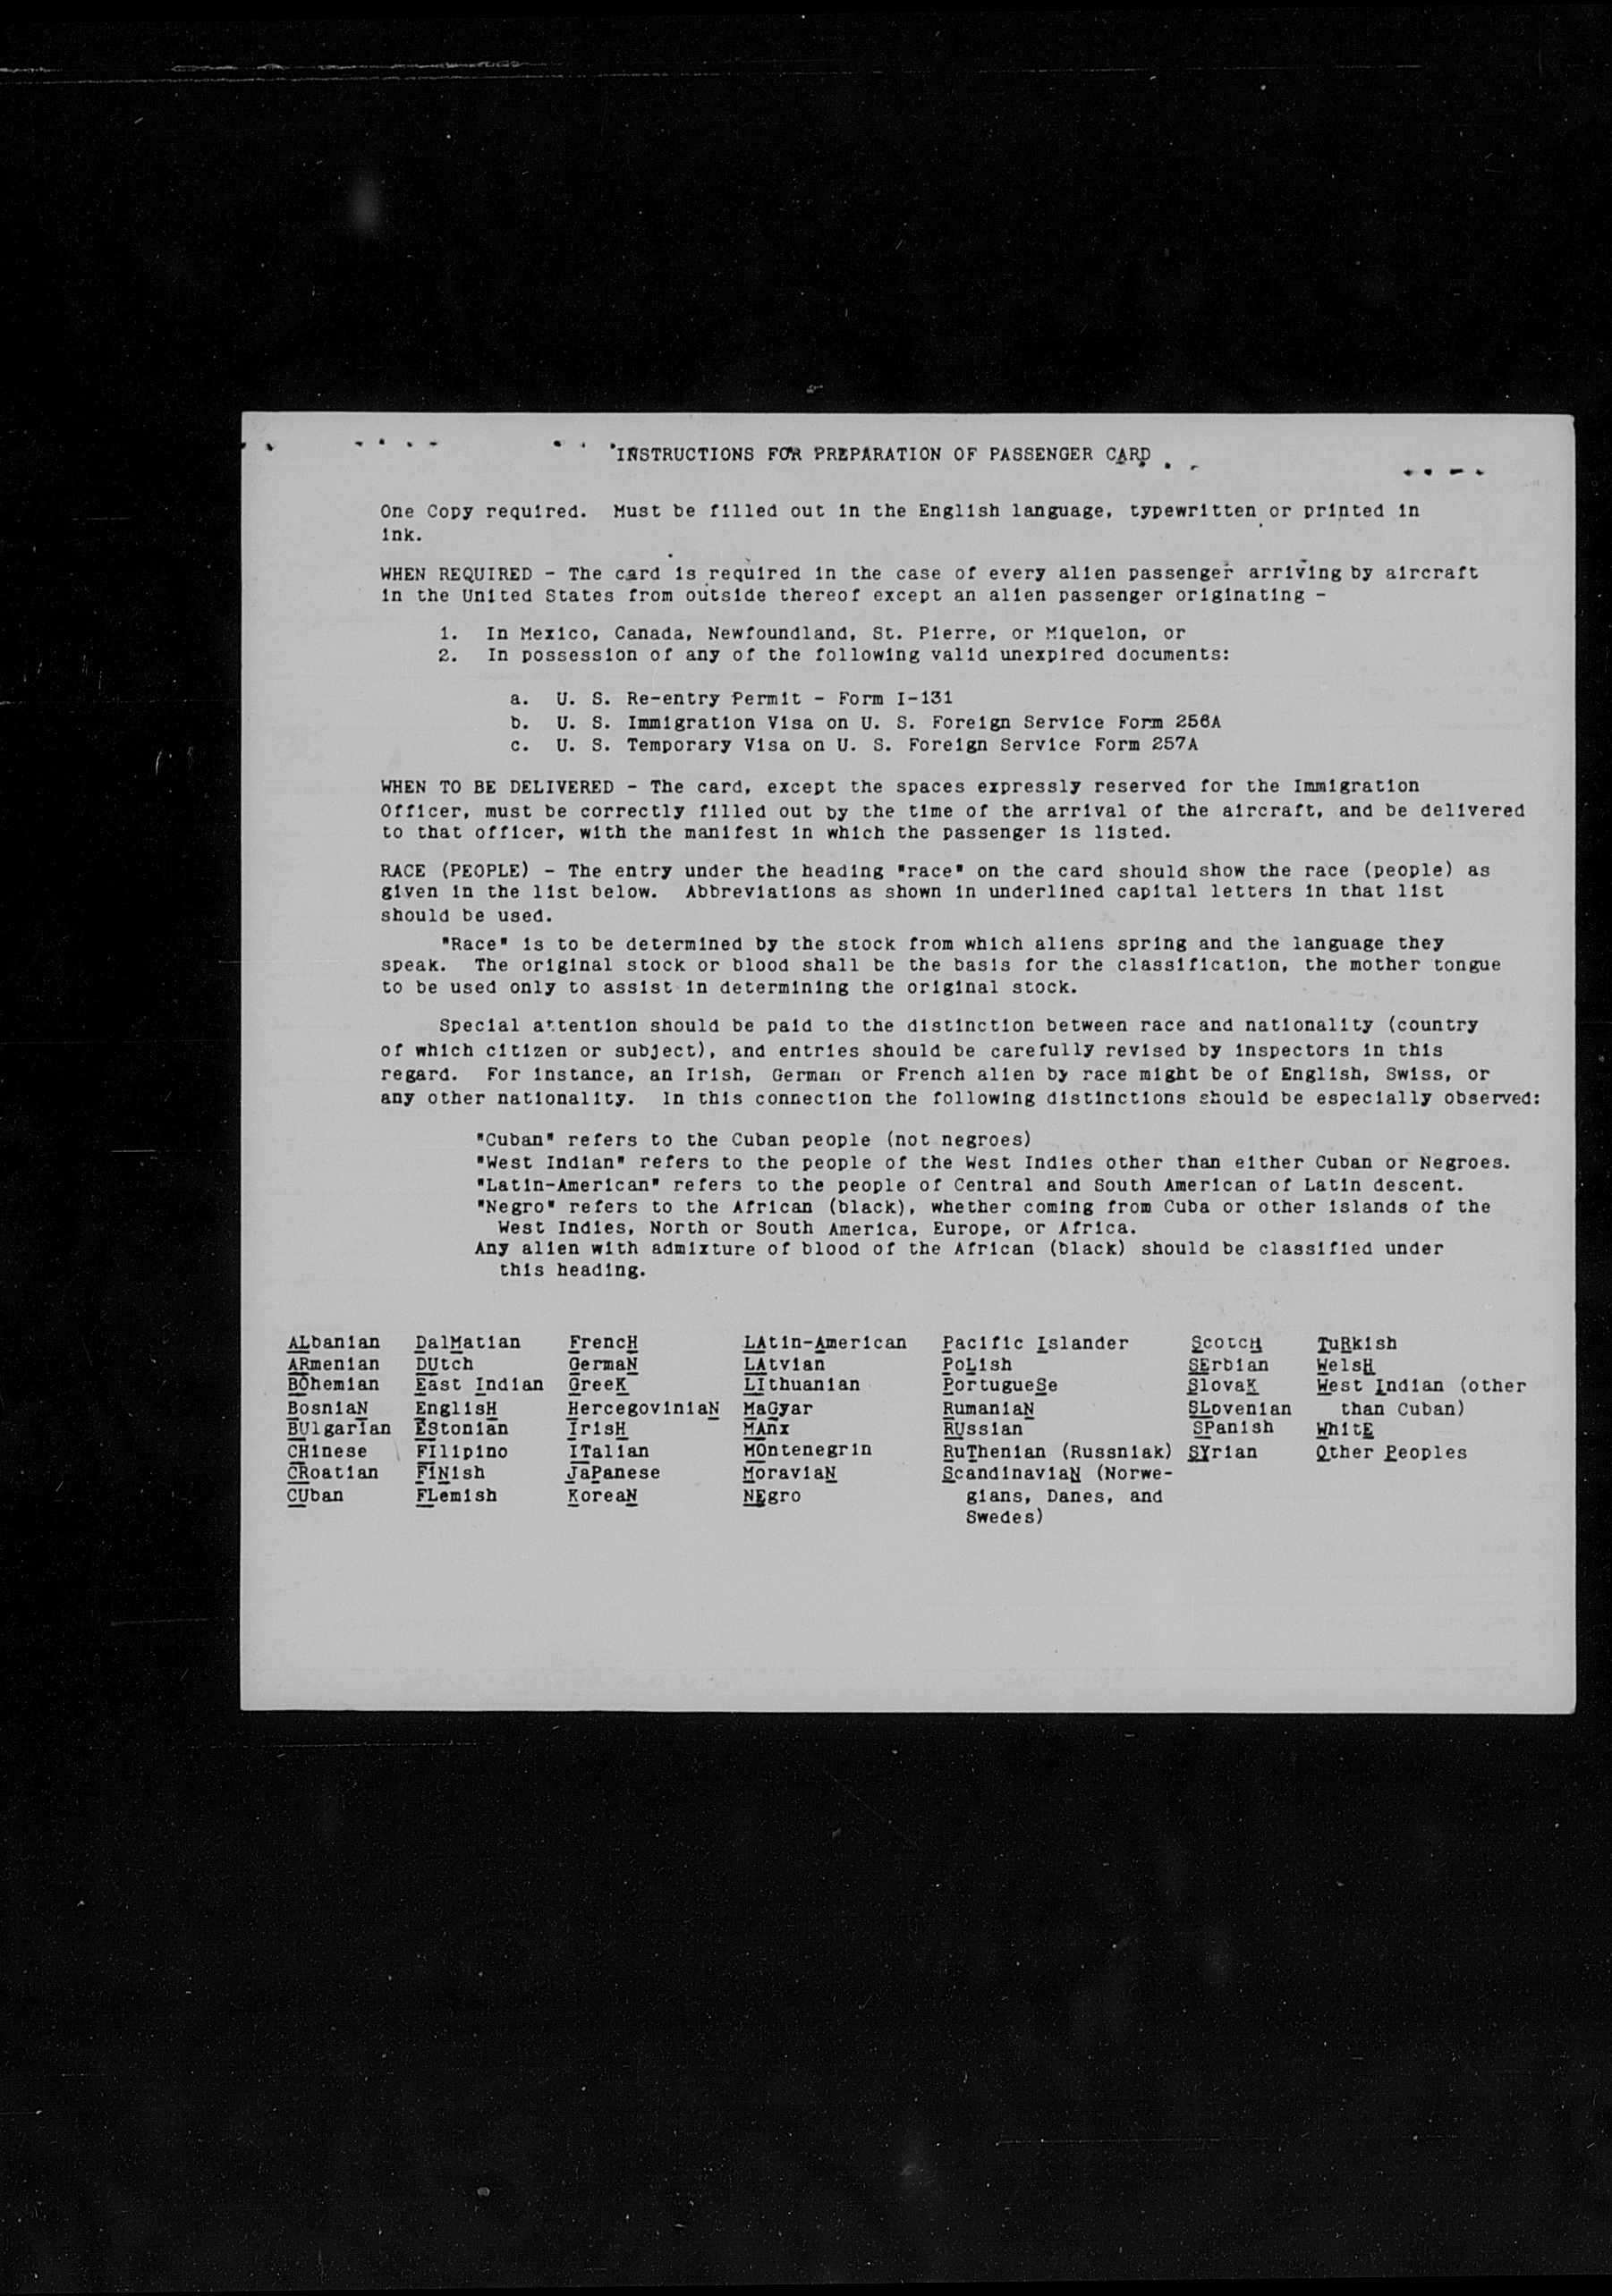 INSTRUCTIONS FOR PREPARATION OF PASSENGER CARD
One Copy required. Must be filled out in the English language, typewritten or printed in
ink.
WHEN REQUIRED - The card is required in the case of every alien passenger arriving by aircraft
in the United States from outside thereof except an alien passenger originating -
1. In Mexico, Canada, Newfoundland, St. Pierre, or Miquelon, or
2. In possession of any of the following valid unexpired documents:
a. U. S. Re-entry Permit - Form I-131
b. U. S. Immigration Visa on U. S. Foreign Service Form 256A
c. U. S. Temporary Visa on U. S. Foreign Service Form 257A
WHEN TO BE DELIVERED - The card, except the spaces expressly reserved for the Immigration
Officer, must be correctly filled out by the time of the arrival of the aircraft, and be delivered
to that officer, with the manifest in which the passenger is listed.
RACE (PEOPLE) - The entry under the heading "race" on the card should show the race (people) as
given in the list below. Abbreviations as shown in underlined capital letters in that list
should be used.
"Race" is to be determined by the stock from which aliens spring and the language they
speak. The original stock or blood shall be the basis for the classification, the mother tongue
to be used only to assist in determining the original stock.
Special attention should be paid to the distinction between race and nationality (country
of which citizen or subject), and entries should be carefully revised by inspectors in this
regard. For instance, an Irish, German or French alien by race might be of English, Swiss, or
any other nationality. In this connection the following distinctions should be especially observed:
"Cuban" refers to the Cuban people (not negroes)
"West Indian" refers to the people of the West Indies other than either Cuban or Negroes.
"Latin-American" refers to the people of Central and South American of Latin descent.
"Negro" refers to the African (black), whether coming from Cuba or other islands of the
West Indies, North or South America, Europe, or Africa.
Any alien with admixture of blood of the African (black) should be classified under
this heading.
ALbanian
ARmenian
BOhemian
BosniaN
BUlgarian
CHinese
CRoatian
CUban
DalMatian
DUtch
East Indian
EnglisH
EStonian
FIlipino
FINish
FLemish
FrencH
GermaN
GreeK
HercegoviniaN
IrisH
ITalian
JaPanese
KoreaN
LAtin-American
LAtvian
LIthuanian
MaGyar
MAnx
MOntenegrin
MoraviaN
NEgro
Pacific Islander
PoLish
PortugueSe
RumaniaN
RUssian
RuThenian (Russniak)
ScandinaviaN (Norwe-
gians, Danes, and
Swedes)
ScotcH
SErbian
SlovaK
SLovenian
SPanish
SYrian
TuRkish
WelsH
West Indian (other
than Cuban)
WhitE
Other Peoples